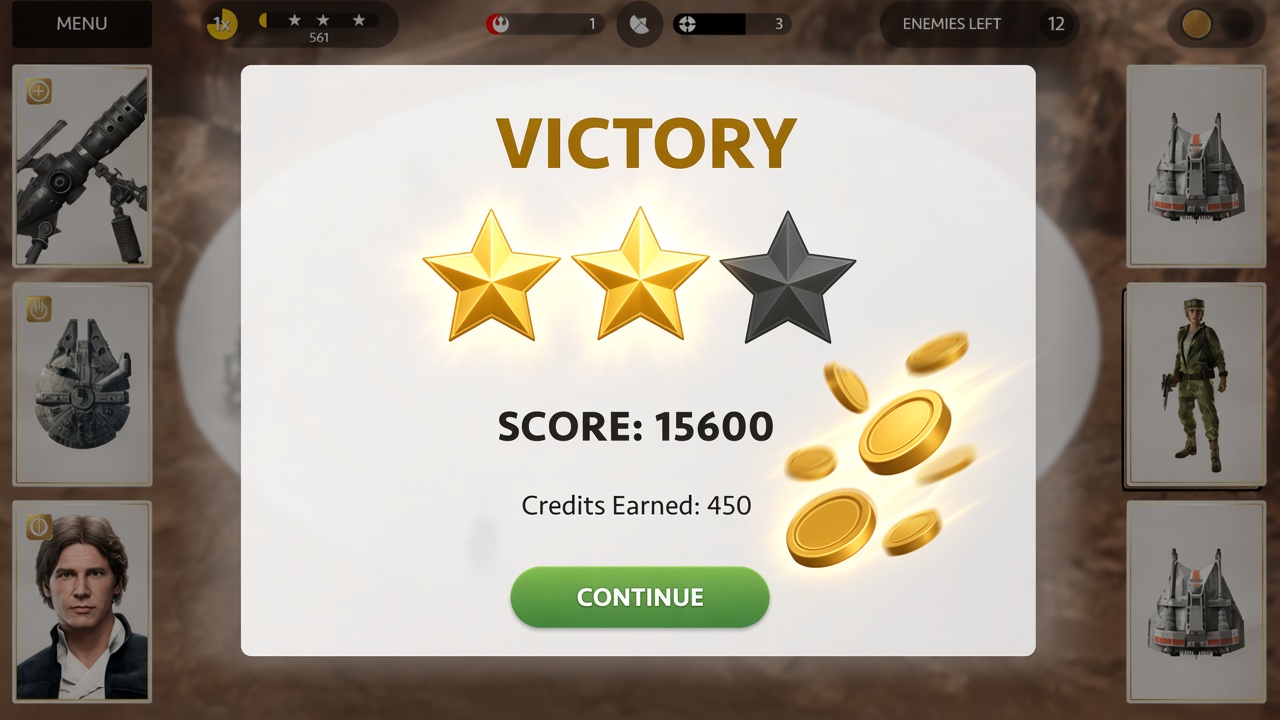 MENU
1x
561
1
3
ENEMIES LEFT 12
VICTORY
SCORE: 15600
Credits Earned: 450
CONTINUE